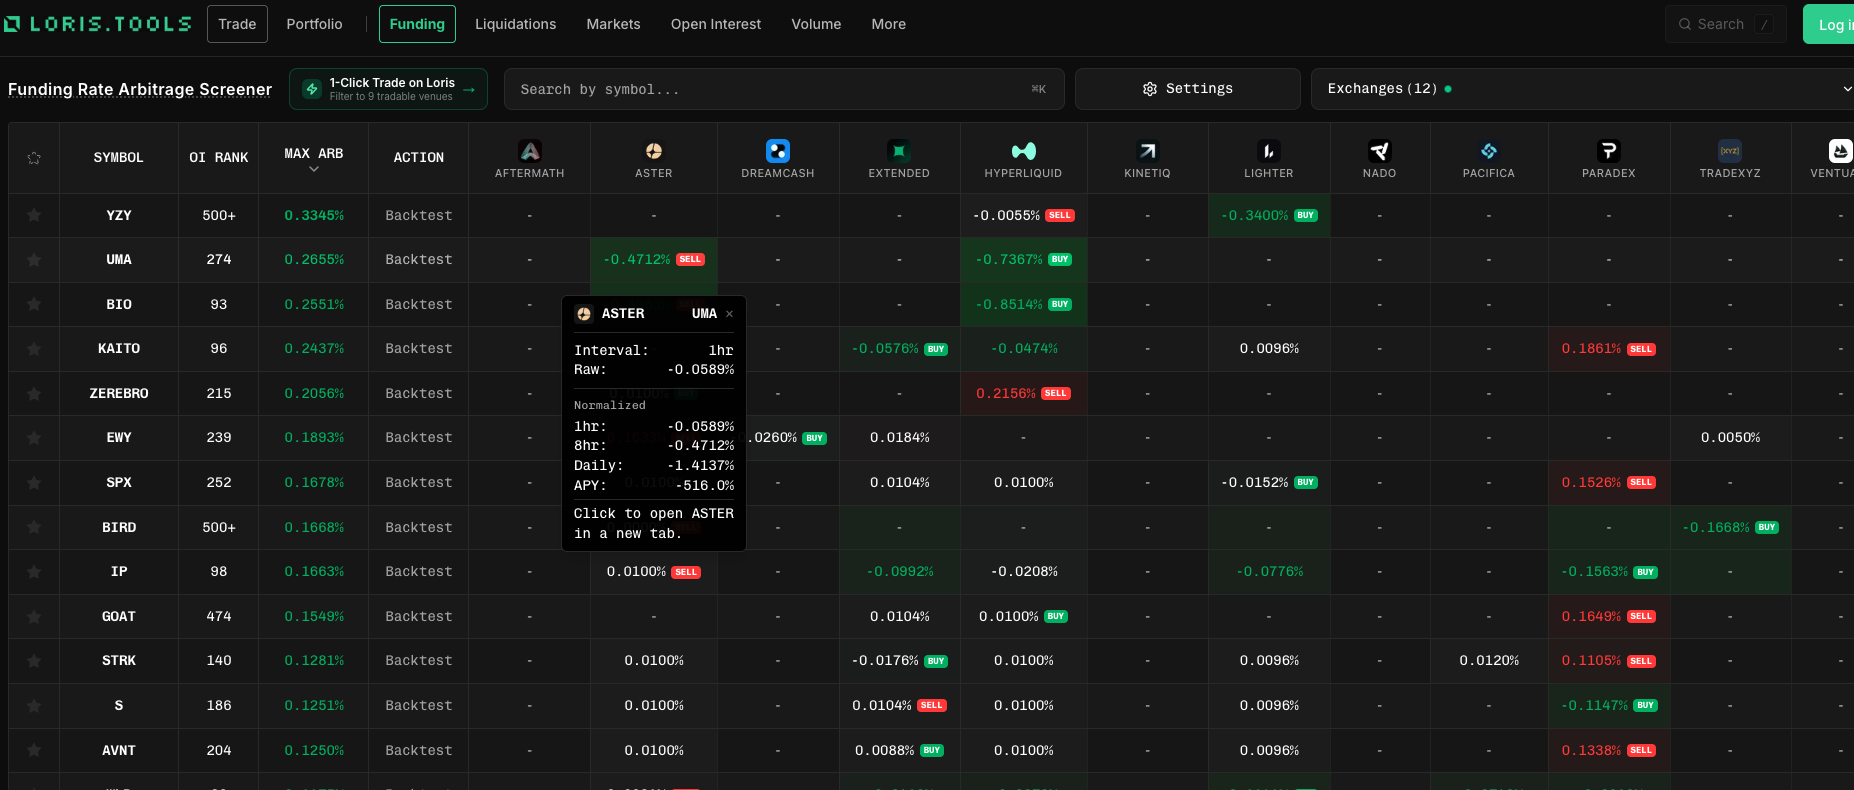 LORIS.TOOLS Trade Portfolio Funding Liquidations Markets Open Interest Volume More Search / Log in
Funding Rate Arbitrage Screener 1-Click Trade on Loris → Search by symbol... ⌘K Settings Exchanges (12)
Filter to 9 tradable venues
SYMBOL OI RANK MAX ARB ACTION AFTERMATH ASTER DREAMCASH EXTENDED HYPERLIQUID KINETIQ LIGHTER NADO PACIFICA PARADEX TRADEXYZ VENTUA
YZY 500+ 0.3345% Backtest - - - - -0.0055% SELL - -0.3400% BUY - - - - -
UMA 274 0.2655% Backtest - -0.4712% SELL - - -0.7367% BUY - - - - - - -
BIO 93 0.2551% Backtest - - - -0.8514% BUY - - - - - - -
KAITO 96 0.2437% Backtest - - -0.0576% BUY -0.0474% - 0.0096% - - 0.1861% SELL - -
ZEREBRO 215 0.2056% Backtest - - - 0.2156% SELL - - - - - - -
EWY 239 0.1893% Backtest - .0260% BUY 0.0184% - - - - - - 0.0050% -
SPX 252 0.1678% Backtest - - 0.0104% 0.0100% - -0.0152% BUY - - 0.1526% SELL - -
BIRD 500+ 0.1668% Backtest - - - - - - - - - -0.1668% BUY -
IP 98 0.1663% Backtest - 0.0100% SELL - -0.0992% -0.0208% - -0.0776% - - -0.1563% BUY - -
GOAT 474 0.1549% Backtest - - - 0.0104% 0.0100% BUY - - - - 0.1649% SELL - -
STRK 140 0.1281% Backtest - 0.0100% - -0.0176% BUY 0.0100% - 0.0096% - 0.0120% 0.1105% SELL - -
S 186 0.1251% Backtest - 0.0100% - 0.0104% SELL 0.0100% - 0.0096% - - -0.1147% BUY - -
AVNT 204 0.1250% Backtest - 0.0100% - 0.0088% BUY 0.0100% - 0.0096% - - 0.1338% SELL - -
ASTER UMA ×
Interval: 1hr
Raw: -0.0589%
Normalized
1hr: -0.0589%
8hr: -0.4712%
Daily: -1.4137%
APY: -516.0%
Click to open ASTER
in a new tab.